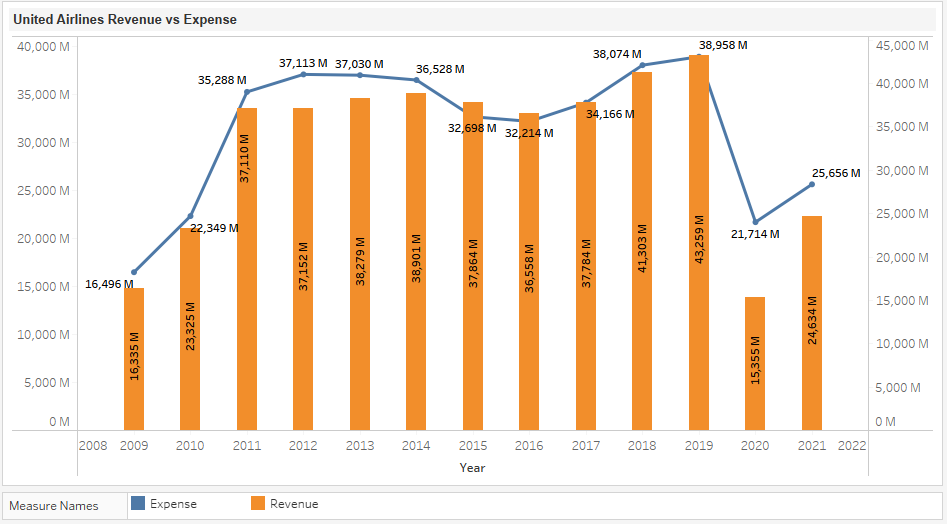 United Airlines Revenue vs Expense
40,000 M
35,000 M
30,000 M
25,000 M
20,000 M
15,000 M
10,000 M
5,000 M
0 M
45,000 M
40,000 M
35,000 M
30,000 M
25,000 M
20,000 M
15,000 M
10,000 M
5,000 M
0 M
16,496 M
22,349 M
35,288 M
37,113 M
37,030 M
36,528 M
32,698 M
32,214 M
34,166 M
38,074 M
38,958 M
21,714 M
25,656 M
16,335 M
23,325 M
37,110 M
37,152 M
38,279 M
38,901 M
37,864 M
36,558 M
37,784 M
41,303 M
43,259 M
15,355 M
24,634 M
2008 2009 2010 2011 2012 2013 2014 2015 2016 2017 2018 2019 2020 2021 2022
Year
Measure Names Expense Revenue